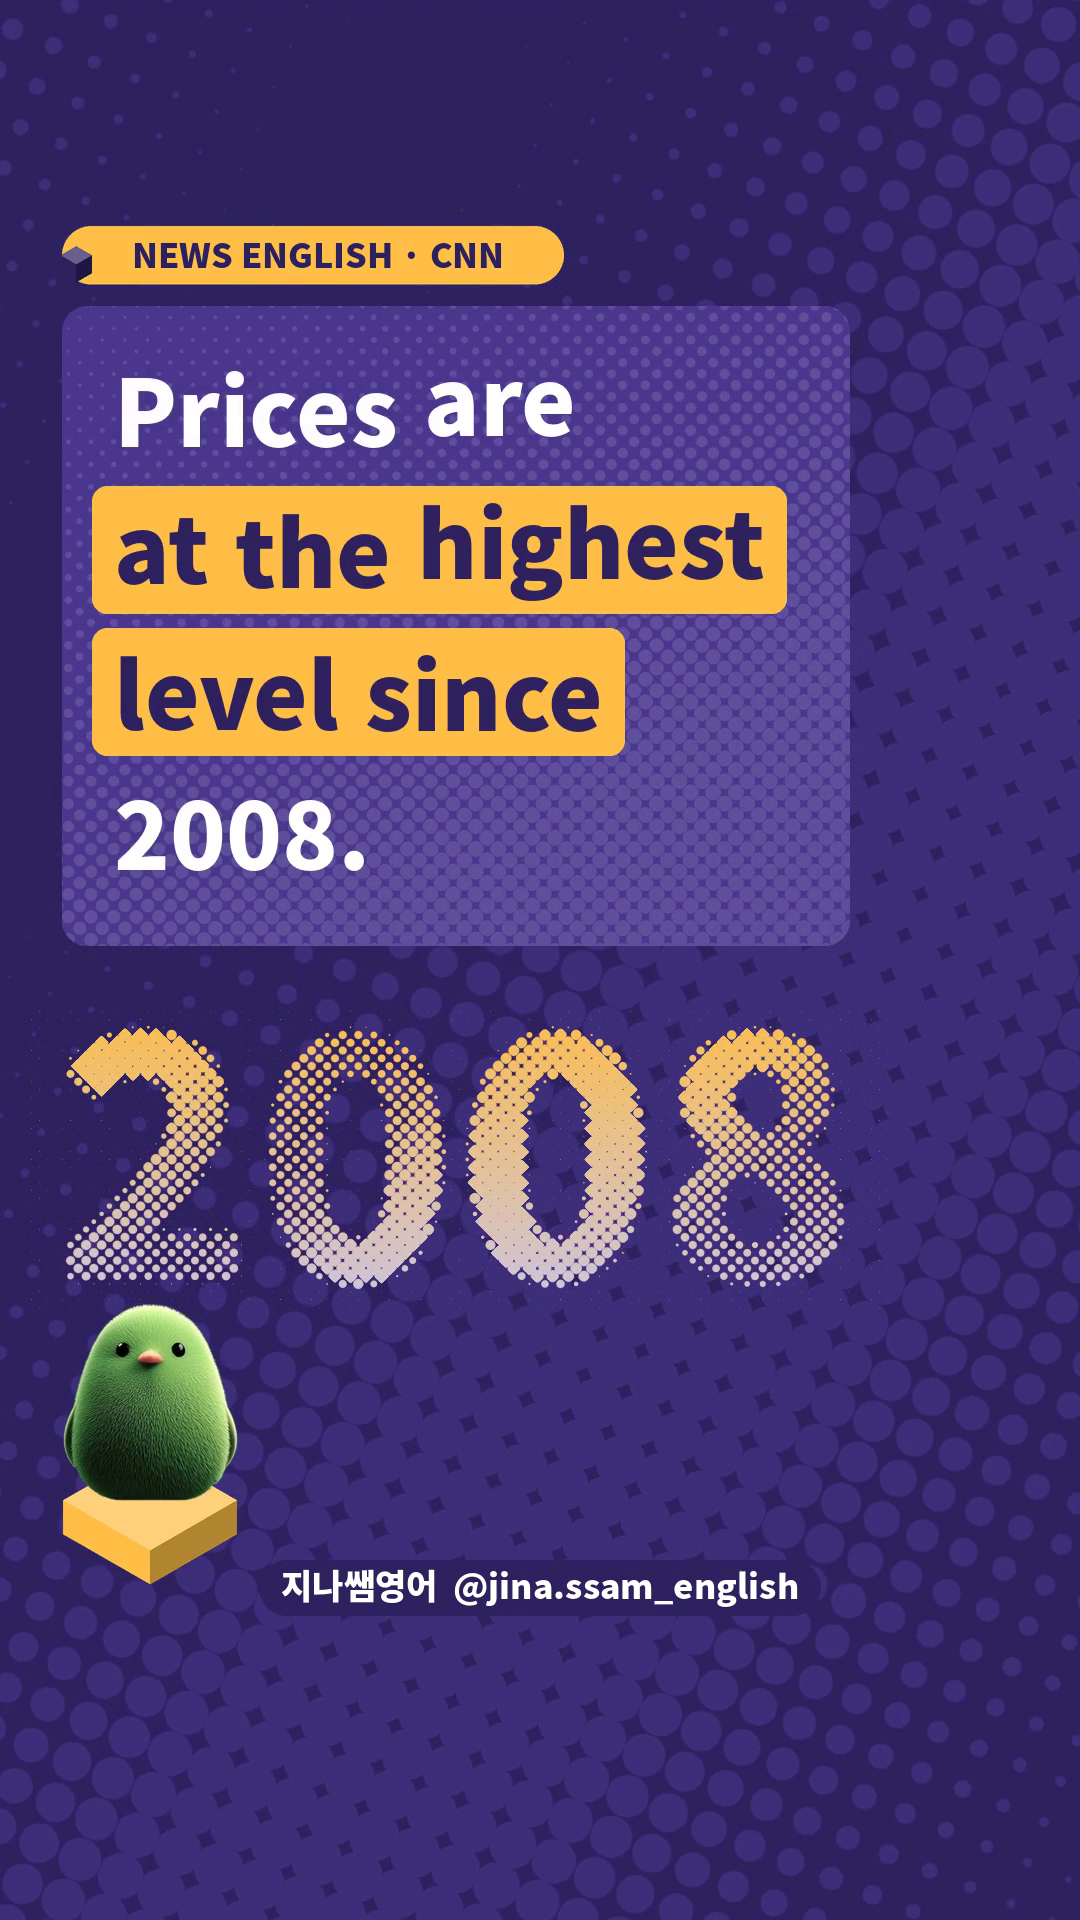 NEWS ENGLISH · CNN
Prices are
at the highest
level since
2008.
2008
지나쌤영어 @jina.ssam_english